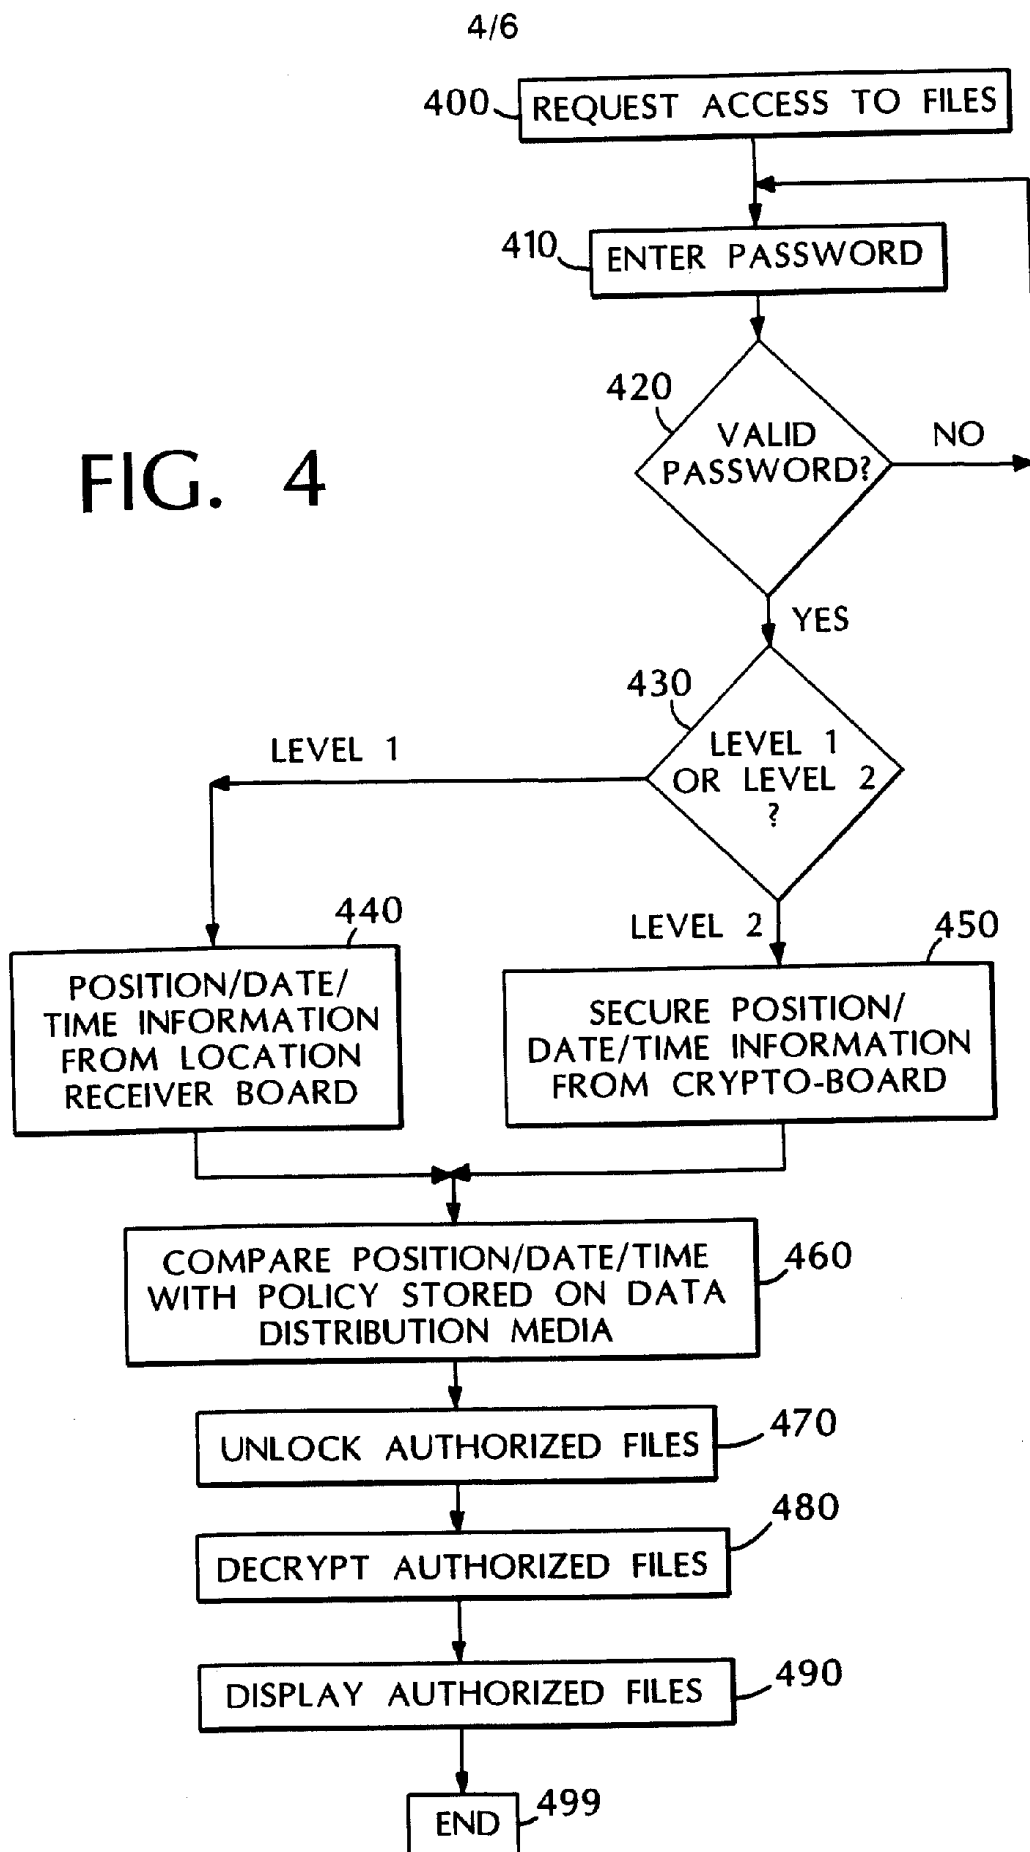 4/6
400 REQUEST ACCESS TO FILES
410 ENTER PASSWORD
420
VALID
PASSWORD?
NO
FIG. 4
YES
430
LEVEL 1
LEVEL 1
OR LEVEL 2
?
440
LEVEL 2
450
POSITION/DATE/
TIME INFORMATION
FROM LOCATION
RECEIVER BOARD
SECURE POSITION/
DATE/TIME INFORMATION
FROM CRYPTO-BOARD
COMPARE POSITION/DATE/TIME
WITH POLICY STORED ON DATA
DISTRIBUTION MEDIA
460
UNLOCK AUTHORIZED FILES
470
DECRYPT AUTHORIZED FILES
480
DISPLAY AUTHORIZED FILES
490
END
499